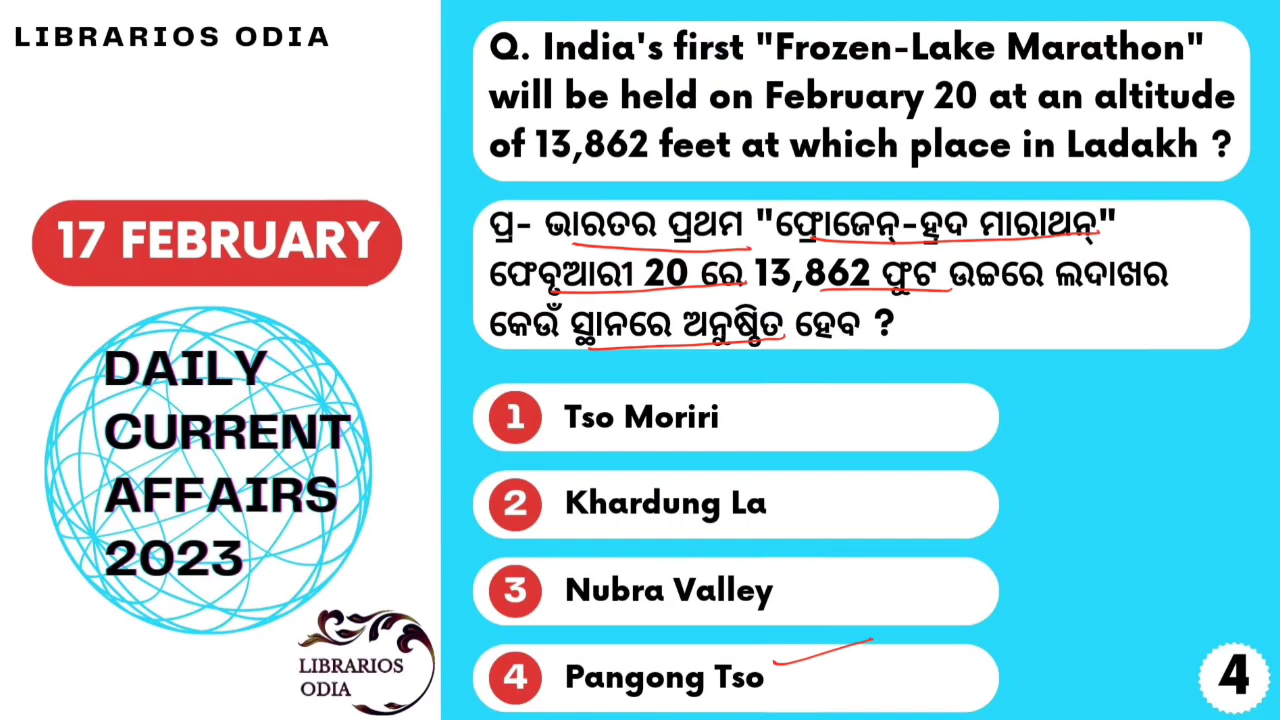 LIBRARIOS ODIA
17 FEBRUARY
DAILY
CURRENT
AFFAIRS
2023
LIBRARIOS
ODIA
Q. India's first "Frozen-Lake Marathon"
will be held on February 20 at an altitude
of 13,862 feet at which place in Ladakh ?
ପ୍ର- ଭାରତର ପ୍ରଥମ "ଫ୍ରୋଜେନ୍-ହ୍ରଦ ମାରାଥନ୍"
ଫେବୃଆରୀ 20 ରେ 13,862 ଫୁଟ ଉଚ୍ଚରେ ଲଦାଖର
କେଉଁ ସ୍ଥାନରେ ଅନୁଷ୍ଠିତ ହେବ ?
1 Tso Moriri
2 Khardung La
3 Nubra Valley
4 Pangong Tso
4